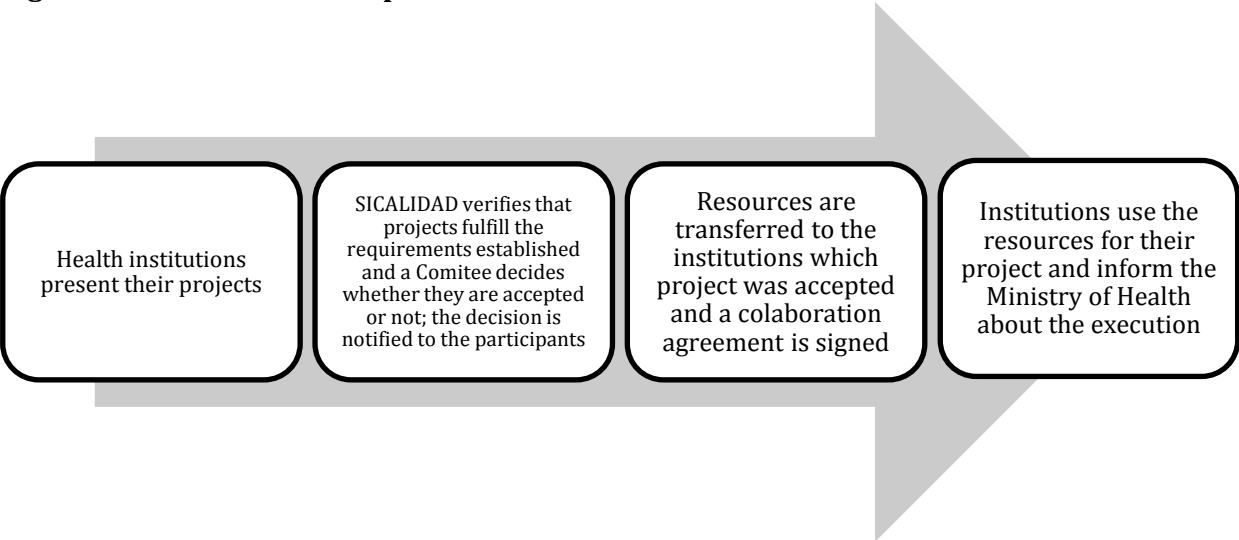 Health institutions
present their projects
SICALIDAD verifies that
projects fulfill the
requirements established
and a Comitee decides
whether they are accepted
or not; the decision is
notified to the participants
Resources are
transferred to the
institutions which
project was accepted
and a colaboration
agreement is signed
Institutions use the
resources for their
project and inform the
Ministry of Health
about the execution